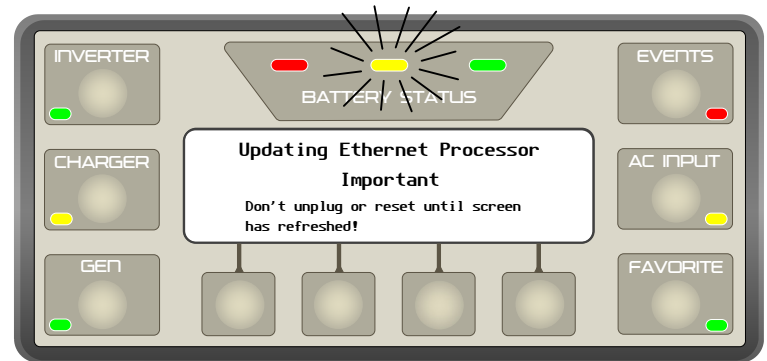 INVERTER
EVENTS
BATTERY STATUS
Updating Ethernet Processor
Important
Don't unplug or reset until screen
has refreshed!
CHARGER
AC INPUT
GEN
FAVORITE